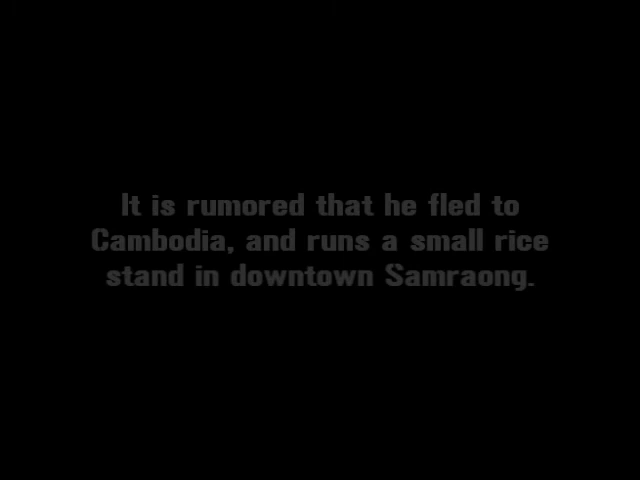 It is rumored that he fled to
Cambodia, and runs a small rice
stand in downtown Samraong.